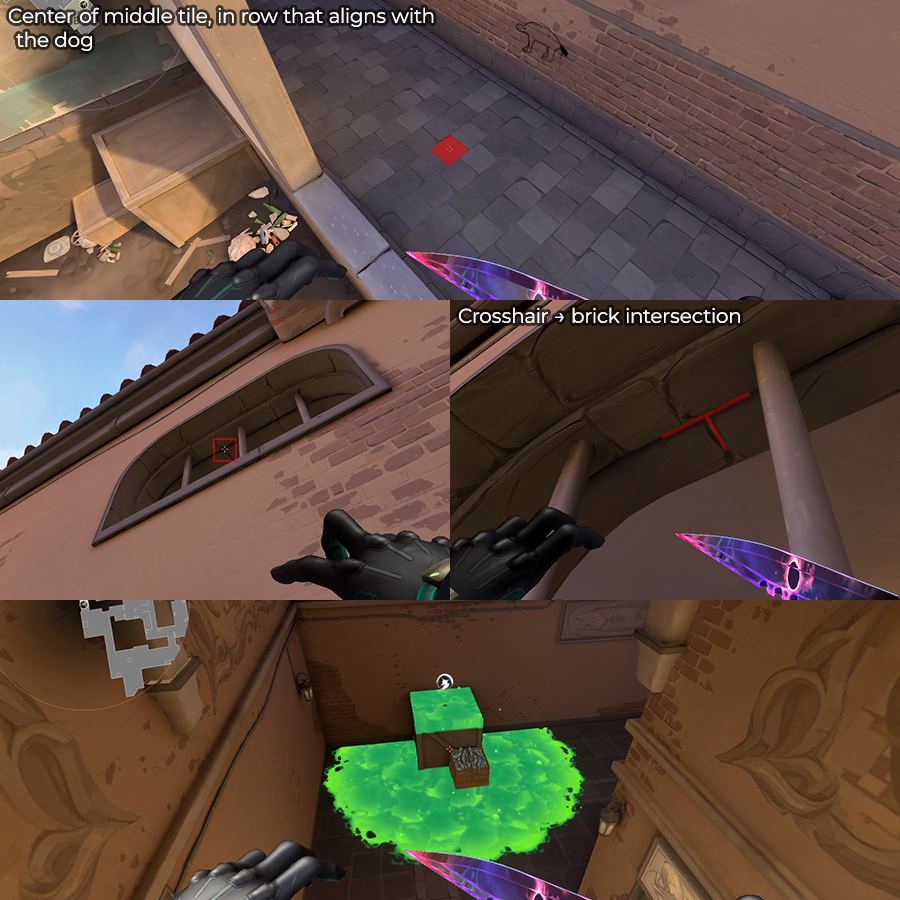 Center of middle tile, in row that aligns with
the dog
Crosshair → brick intersection